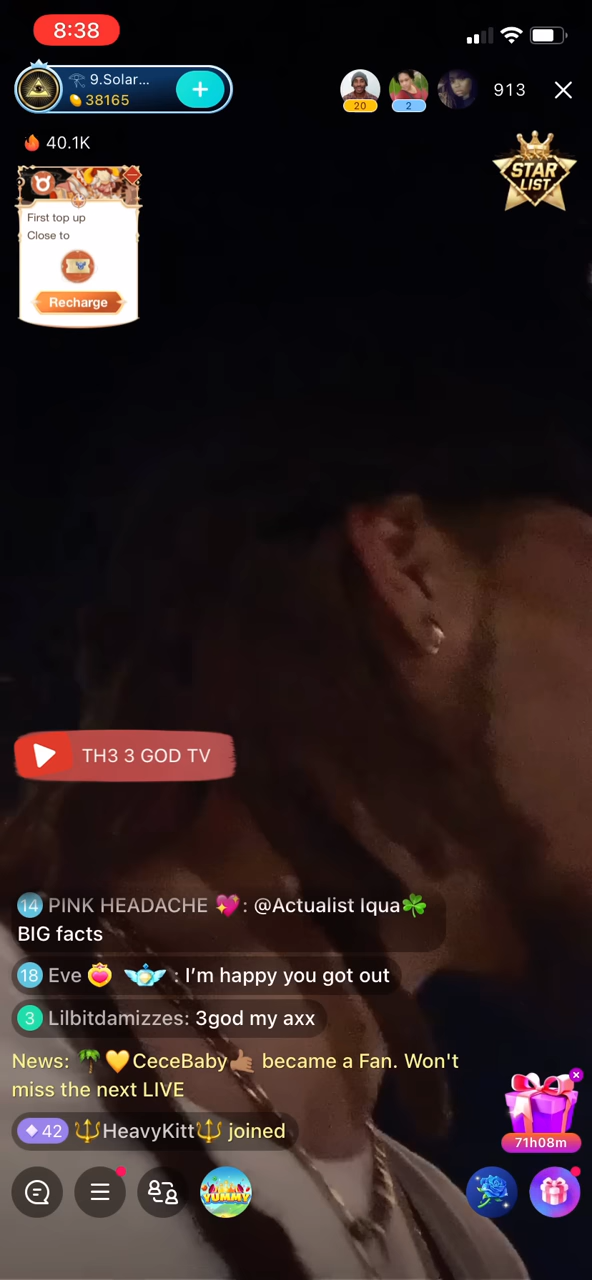 8:38
9.Solar...
38165
20
2
913
40.1K
STAR
LIST
First top up
Close to
Recharge
TH3 3 GOD TV
14 PINK HEADACHE 💖: @Actualist Iqua☘️
BIG facts
18 Eve : I'm happy you got out
3 Lilbitdamizzes: 3god my axx
News: 🌴💛CeceBaby🤙🏽 became a Fan. Won't
miss the next LIVE
42 🔱HeavyKitt🔱 joined
71h08m
YUMMY